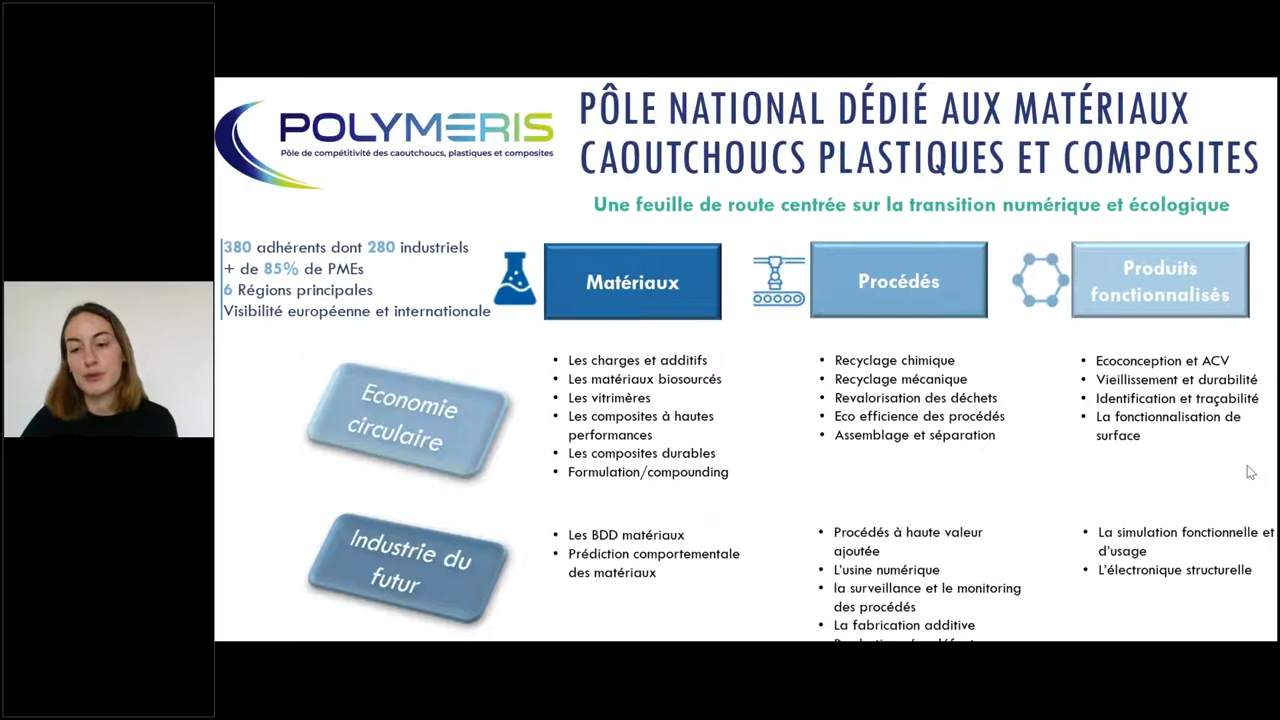 POLYMERIS
Pôle de compétitivité des caoutchoucs, plastiques et composites
PÔLE NATIONAL DÉDIÉ AUX MATÉRIAUX
CAOUTCHOUCS PLASTIQUES ET COMPOSITES
Une feuille de route centrée sur la transition numérique et écologique
380 adhérents dont 280 industriels
+ de 85% de PMEs
6 Régions principales
Visibilité européenne et internationale
Matériaux
Procédés
Produits
fonctionnalisés
Economie
circulaire
• Les charges et additifs
• Les matériaux biosourcés
• Les vitrimères
• Les composites à hautes
performances
• Les composites durables
• Formulation/compounding
• Recyclage chimique
• Recyclage mécanique
• Revalorisation des déchets
• Eco efficience des procédés
• Assemblage et séparation
• Ecoconception et ACV
• Vieillissement et durabilité
• Identification et traçabilité
• La fonctionnalisation de
surface
Industrie du
futur
• Les BDD matériaux
• Prédiction comportementale
des matériaux
• Procédés à haute valeur
ajoutée
• L'usine numérique
• la surveillance et le monitoring
des procédés
• La fabrication additive
• La simulation fonctionnelle et
d'usage
• L'électronique structurelle